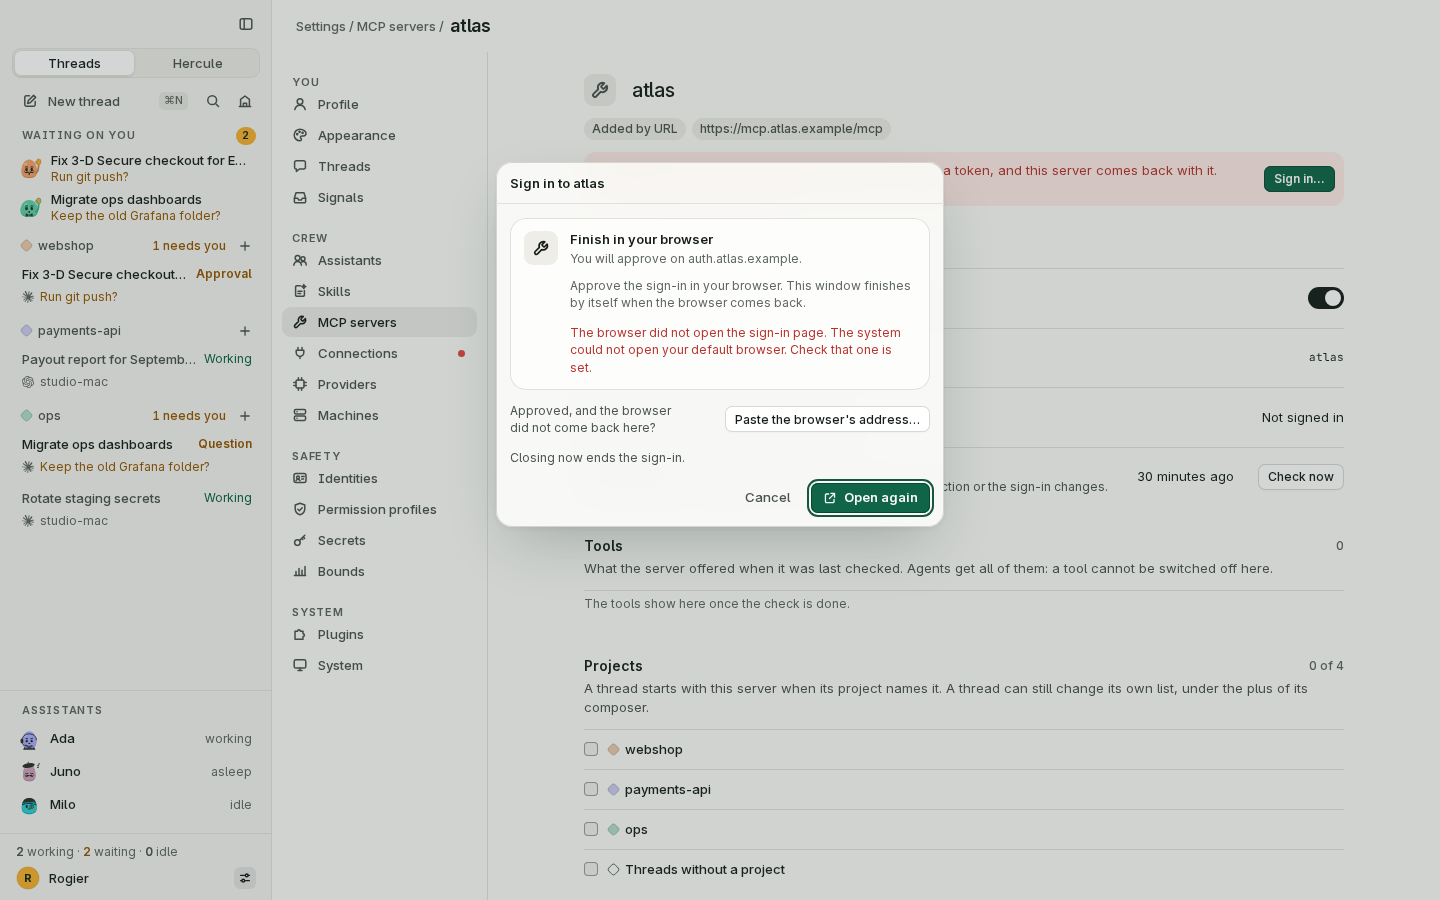 Threads
Hercule
New thread
⌘N
WAITING ON YOU
2
Fix 3-D Secure checkout for E…
Run git push?
Migrate ops dashboards
Keep the old Grafana folder?
webshop
1 needs you
Fix 3-D Secure checkout…
Approval
Run git push?
payments-api
Payout report for Septemb…
Working
studio-mac
ops
1 needs you
Migrate ops dashboards
Question
Keep the old Grafana folder?
Rotate staging secrets
Working
studio-mac
ASSISTANTS
Ada
working
Juno
asleep
Milo
idle
2 working · 2 waiting · 0 idle
R
Rogier
Settings / MCP servers / atlas
YOU
Profile
Appearance
Threads
Signals
CREW
Assistants
Skills
MCP servers
Connections
Providers
Machines
SAFETY
Identities
Permission profiles
Secrets
Bounds
SYSTEM
Plugins
System
atlas
Added by URL
https://mcp.atlas.example/mcp
a token, and this server comes back with it.
Sign in…
Sign in to atlas
Finish in your browser
You will approve on auth.atlas.example.
Approve the sign-in in your browser. This window finishes
by itself when the browser comes back.
The browser did not open the sign-in page. The system
could not open your default browser. Check that one is
set.
Approved, and the browser
did not come back here?
Paste the browser's address…
Closing now ends the sign-in.
Cancel
Open again
atlas
Not signed in
ction or the sign-in changes.
30 minutes ago
Check now
Tools
0
What the server offered when it was last checked. Agents get all of them: a tool cannot be switched off here.
The tools show here once the check is done.
Projects
0 of 4
A thread starts with this server when its project names it. A thread can still change its own list, under the plus of its
composer.
webshop
payments-api
ops
Threads without a project